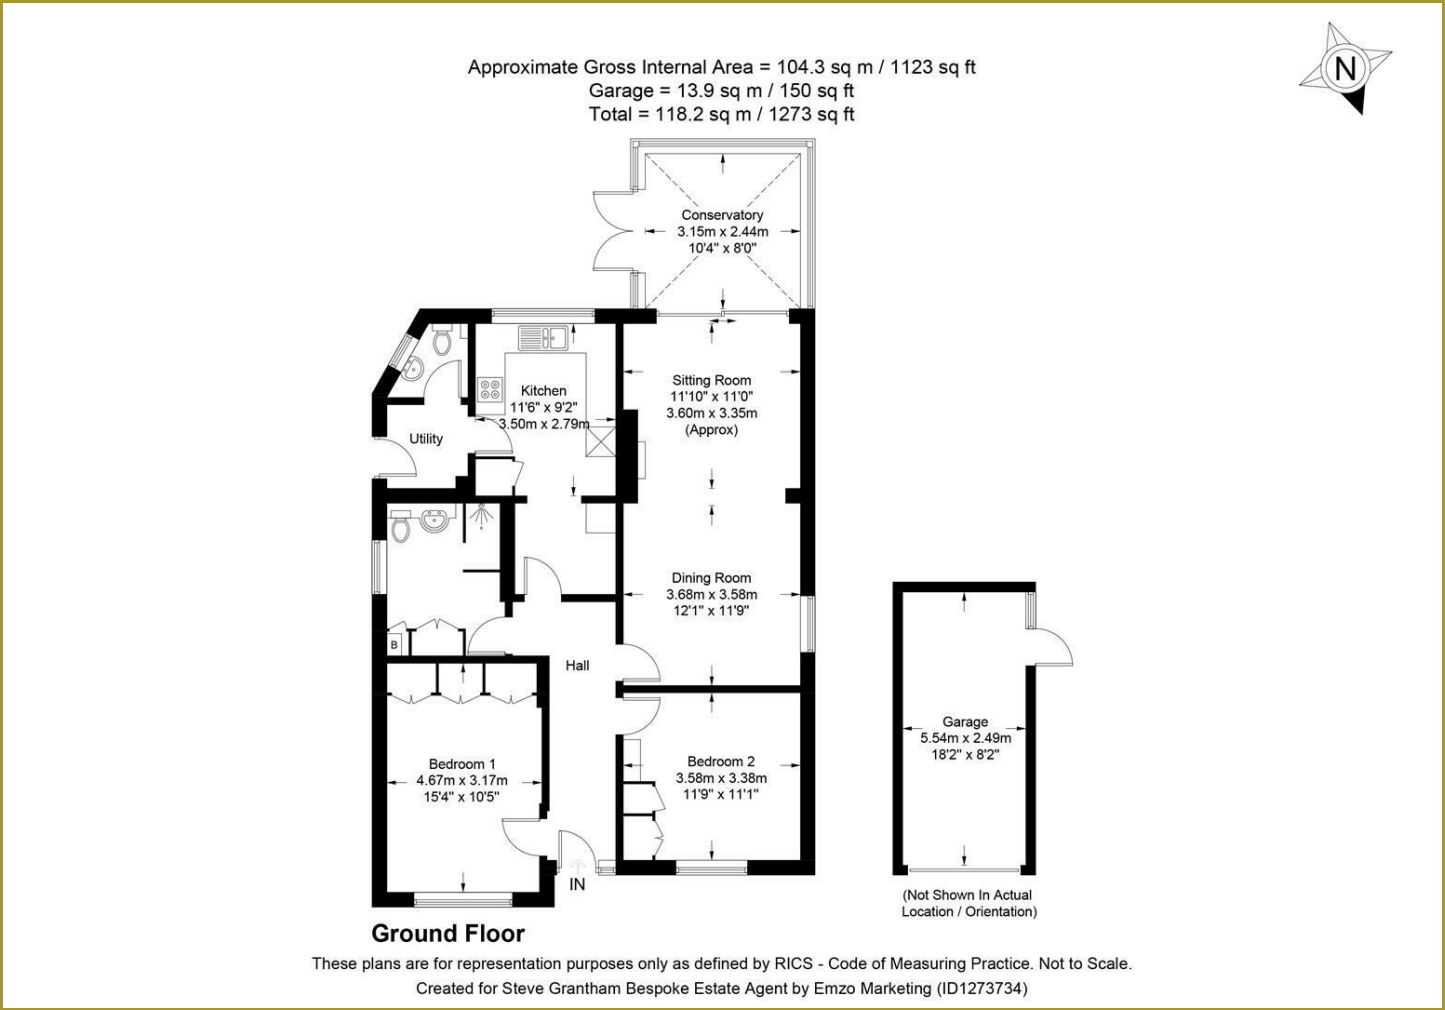 Approximate Gross Internal Area = 104.3 sq m / 1123 sq ft
Garage = 13.9 sq m / 150 sq ft
Total = 118.2 sq m / 1273 sq ft
N
Conservatory
3.15m x 2.44m
10'4" x 8'0"
Kitchen
11'6" x 9'2"
3.50m x 2.79m
Sitting Room
11'10" x 11'0"
3.60m x 3.35m
(Approx)
Utility
Dining Room
3.68m x 3.58m
12'1" x 11'9"
B
Hall
Bedroom 1
4.67m x 3.17m
15'4" x 10'5"
Bedroom 2
3.58m x 3.38m
11'9" x 11'1"
IN
Garage
5.54m x 2.49m
18'2" x 8'2"
(Not Shown In Actual
Location / Orientation)
Ground Floor
These plans are for representation purposes only as defined by RICS - Code of Measuring Practice. Not to Scale.
Created for Steve Grantham Bespoke Estate Agent by Emzo Marketing (ID1273734)